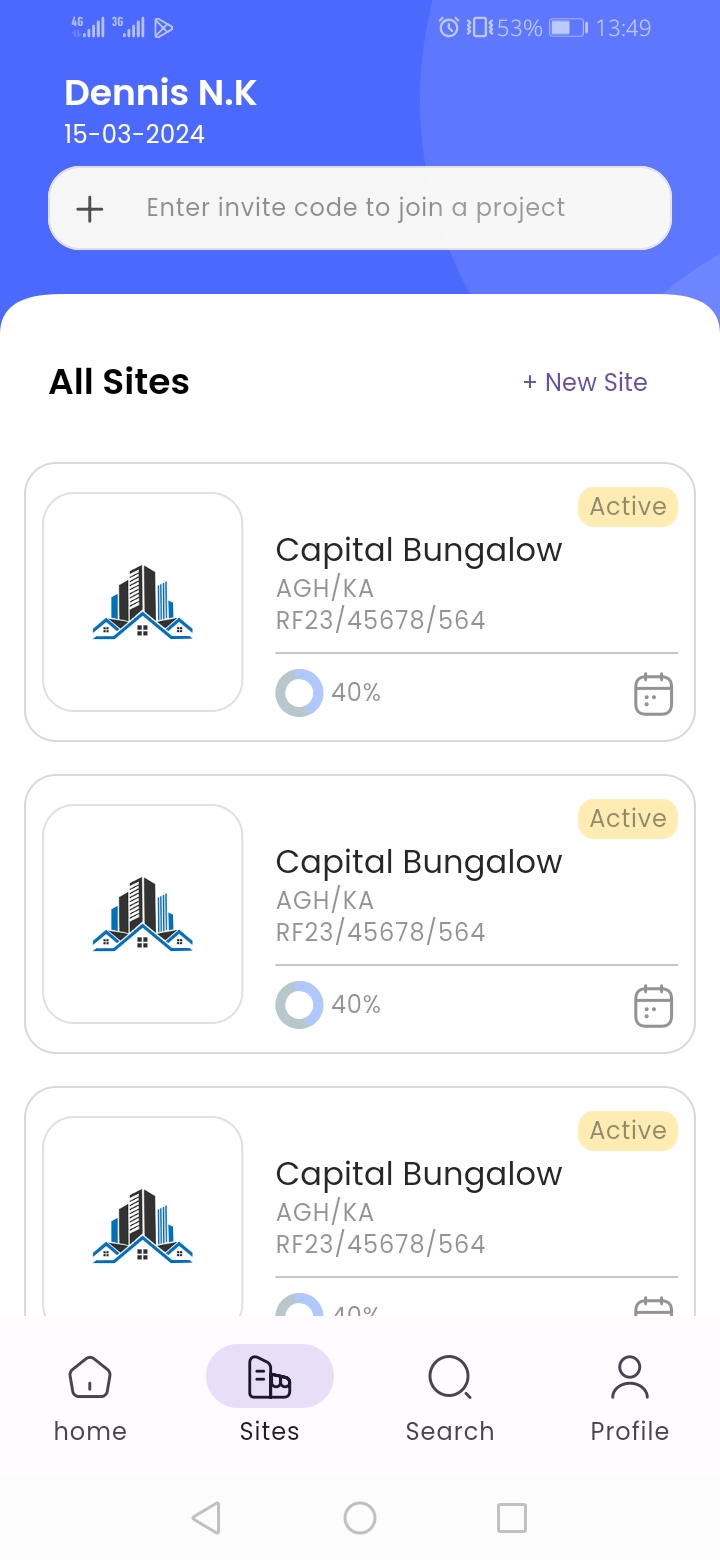 4G 3G 53% 13:49
Dennis N.K
15-03-2024
Enter invite code to join a project
All Sites
+ New Site
Active
Capital Bungalow
AGH/KA
RF23/45678/564
40%
Active
Capital Bungalow
AGH/KA
RF23/45678/564
40%
Active
Capital Bungalow
AGH/KA
RF23/45678/564
40%
home
Sites
Search
Profile